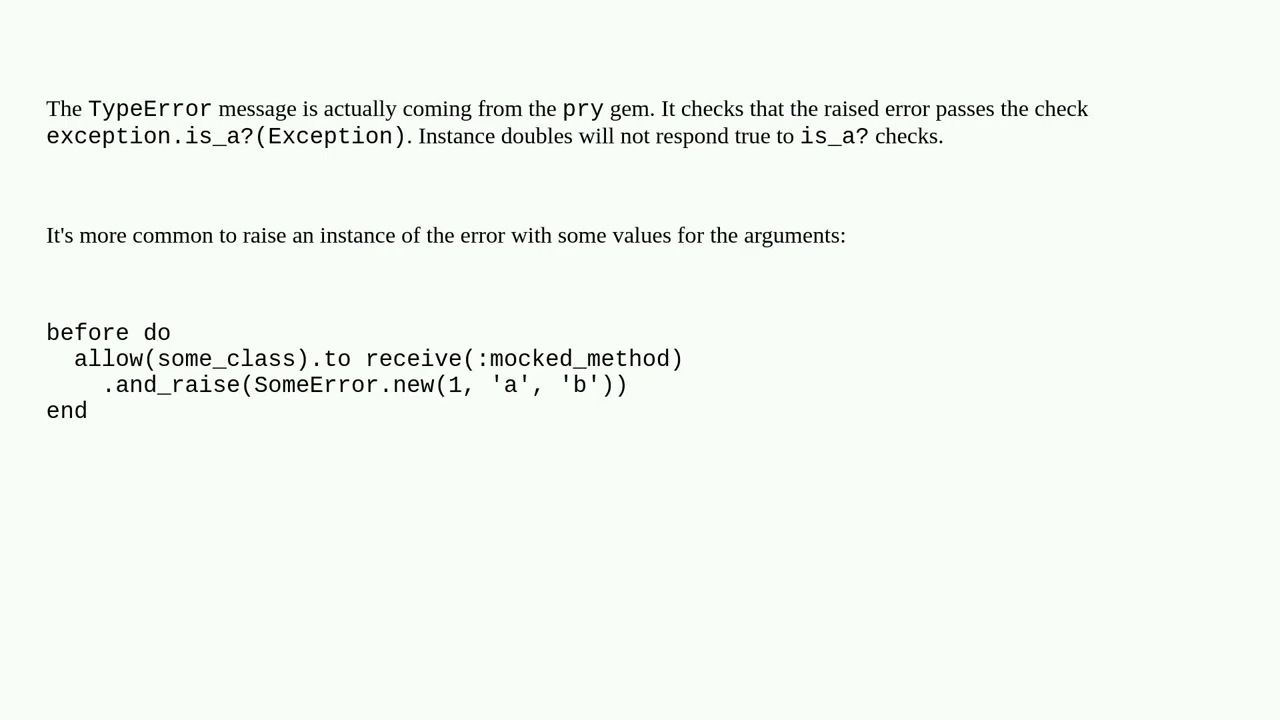 The TypeError message is actually coming from the pry gem. It checks that the raised error passes the check
exception.is_a?(Exception). Instance doubles will not respond true to is_a? checks.
It's more common to raise an instance of the error with some values for the arguments:
before do
  allow(some_class).to receive(:mocked_method)
    .and_raise(SomeError.new(1, 'a', 'b'))
end